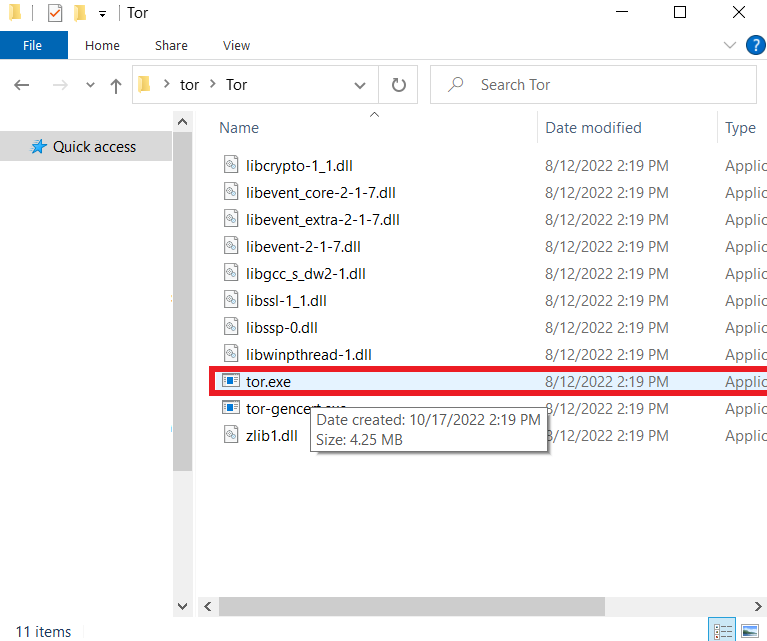 Tor
File Home Share View
?
tor Tor
Search Tor
Quick access
Name Date modified Type
libcrypto-1_1.dll 8/12/2022 2:19 PM Applic
libevent_core-2-1-7.dll 8/12/2022 2:19 PM Applic
libevent_extra-2-1-7.dll 8/12/2022 2:19 PM Applic
libevent-2-1-7.dll 8/12/2022 2:19 PM Applic
libgcc_s_dw2-1.dll 8/12/2022 2:19 PM Applic
libssl-1_1.dll 8/12/2022 2:19 PM Applic
libssp-0.dll 8/12/2022 2:19 PM Applic
libwinpthread-1.dll 8/12/2022 2:19 PM Applic
tor.exe 8/12/2022 2:19 PM Applic
tor-gencert.exe 8/12/2022 2:19 PM Applic
Date created: 10/17/2022 2:19 PM
Size: 4.25 MB
zlib1.dll 8/12/2022 2:19 PM Applic
11 items